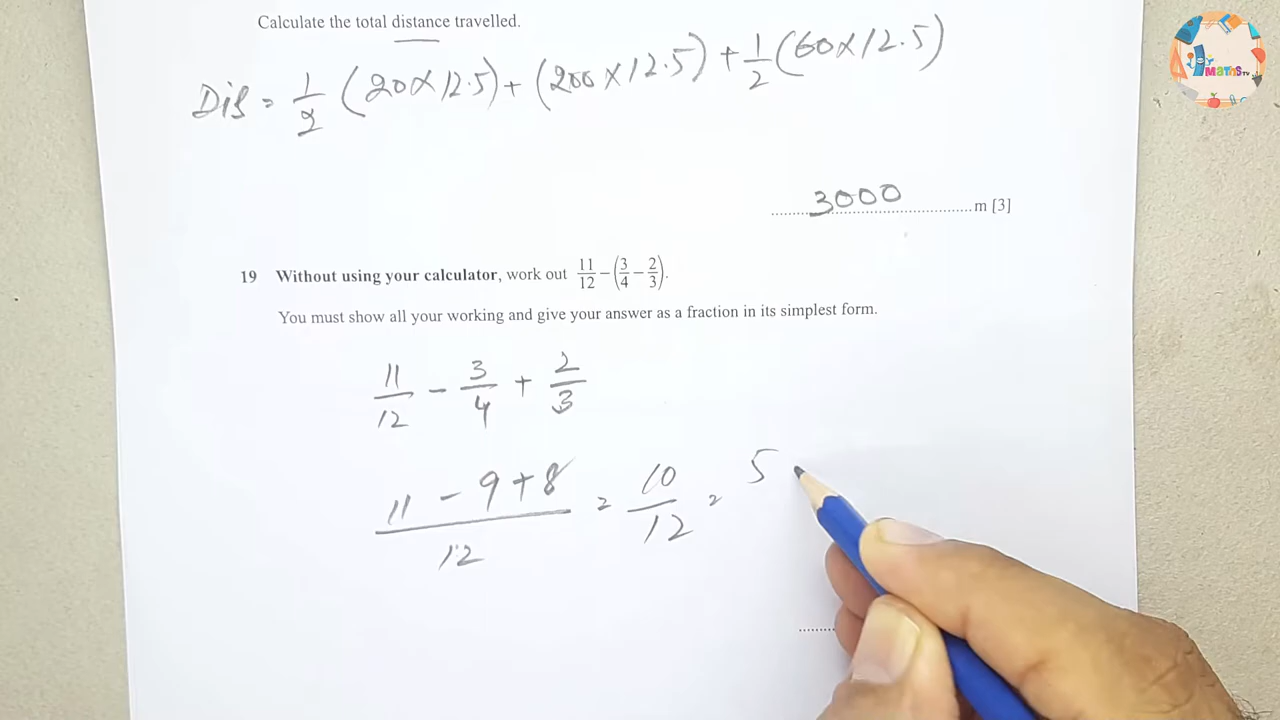 Calculate the total distance travelled.
Dis = 1/2 (20 × 12.5) + (200 × 12.5) + 1/2 (60 × 12.5)
3000
m [3]
19 Without using your calculator, work out 11/12 − (3/4 − 2/3).
You must show all your working and give your answer as a fraction in its simplest form.
11/12 − 3/4 + 2/3
11 − 9 + 8 / 12 = 10/12 = 5
MATHS TV